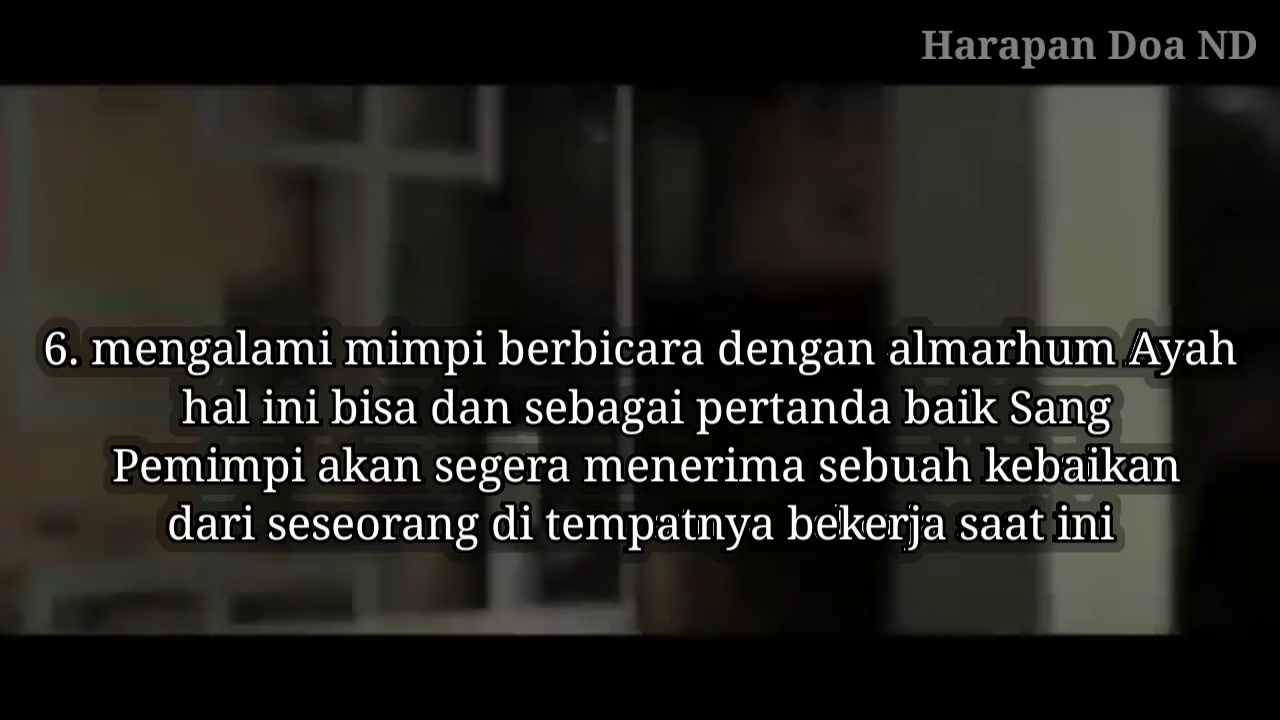 Harapan Doa ND
6. mengalami mimpi berbicara dengan almarhum Ayah
hal ini bisa dan sebagai pertanda baik Sang
Pemimpi akan segera menerima sebuah kebaikan
dari seseorang di tempatnya bekerja saat ini